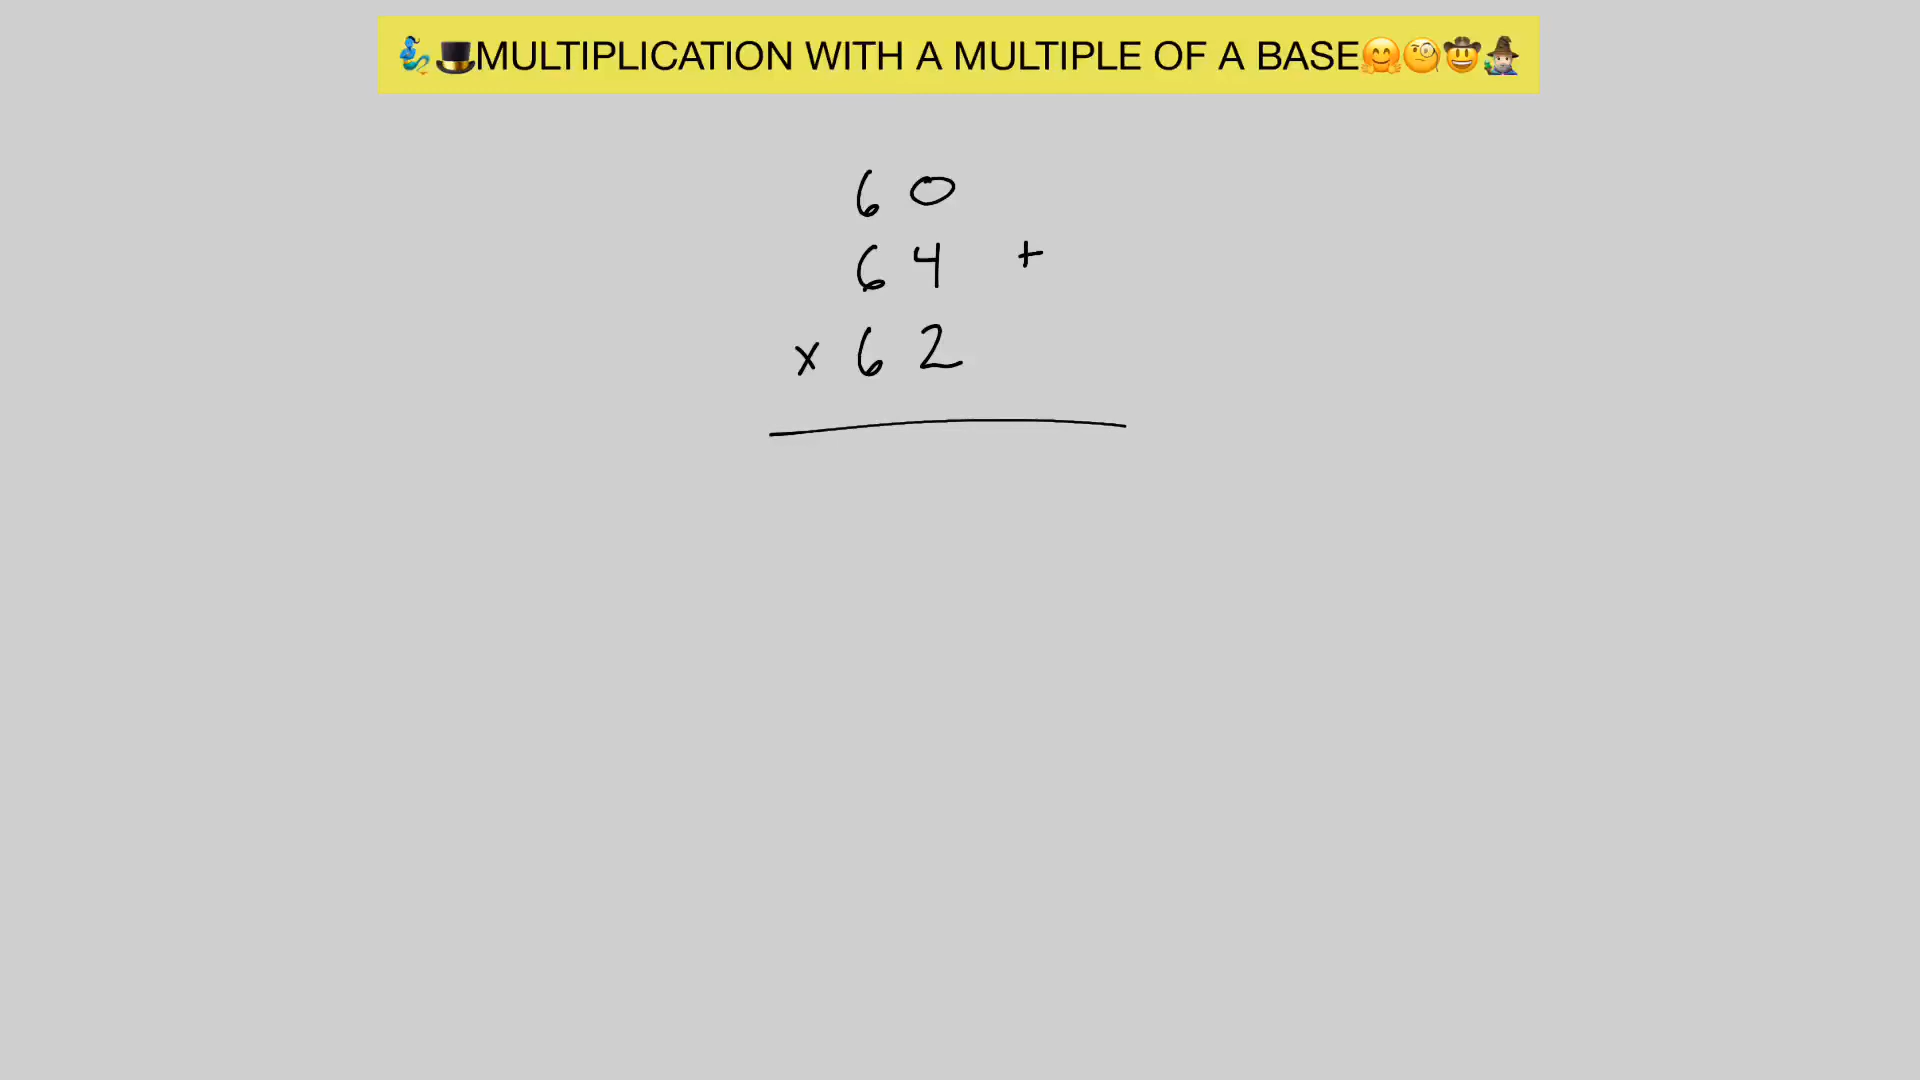 🧞‍♂️🎩MULTIPLICATION WITH A MULTIPLE OF A BASE🤗🧐🤠🧙🏻‍♂️
60
64 +
x 62